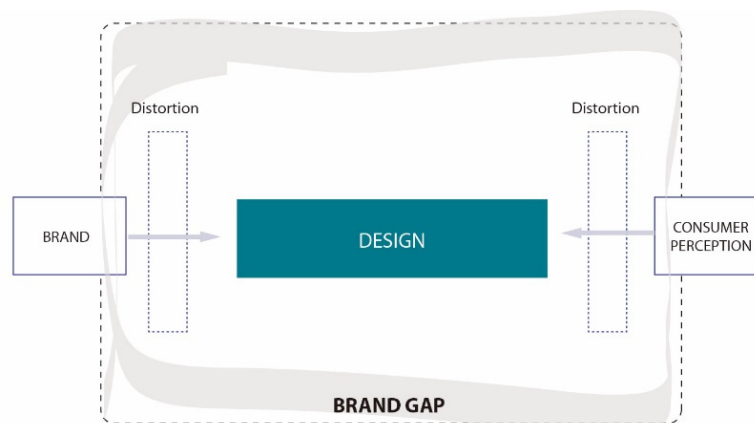 Distortion
Distortion
BRAND
DESIGN
CONSUMER
PERCEPTION
BRAND GAP